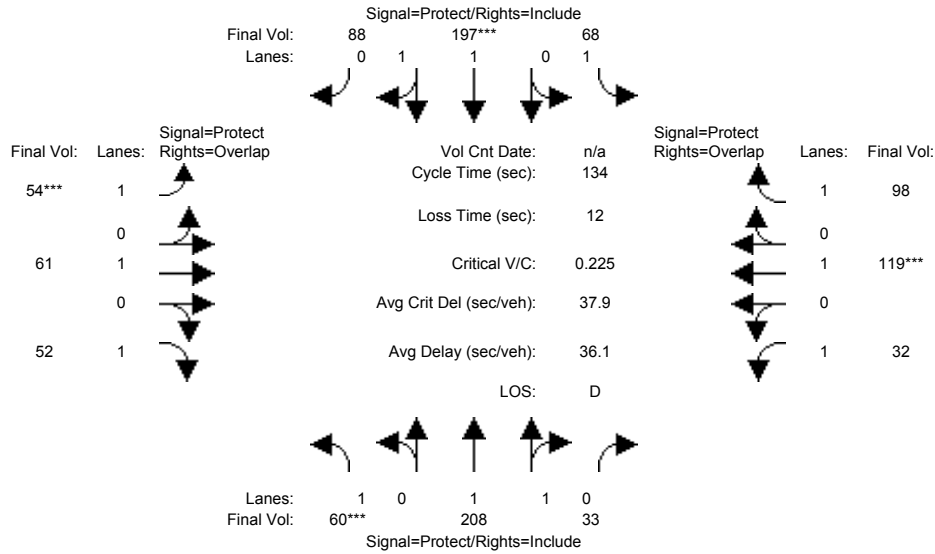 Signal=Protect/Rights=Include
Final Vol: 88 197*** 68
Lanes: 0 1 1 0 1
Signal=Protect Signal=Protect
Final Vol: Lanes: Rights=Overlap Vol Cnt Date: n/a Rights=Overlap Lanes: Final Vol:
Cycle Time (sec): 134
54*** 1 1 98
Loss Time (sec): 12
0 0
61 1 Critical V/C: 0.225 1 119***
0 Avg Crit Del (sec/veh): 37.9 0
52 1 Avg Delay (sec/veh): 36.1 1 32
LOS: D
Lanes: 1 0 1 1 0
Final Vol: 60*** 208 33
Signal=Protect/Rights=Include